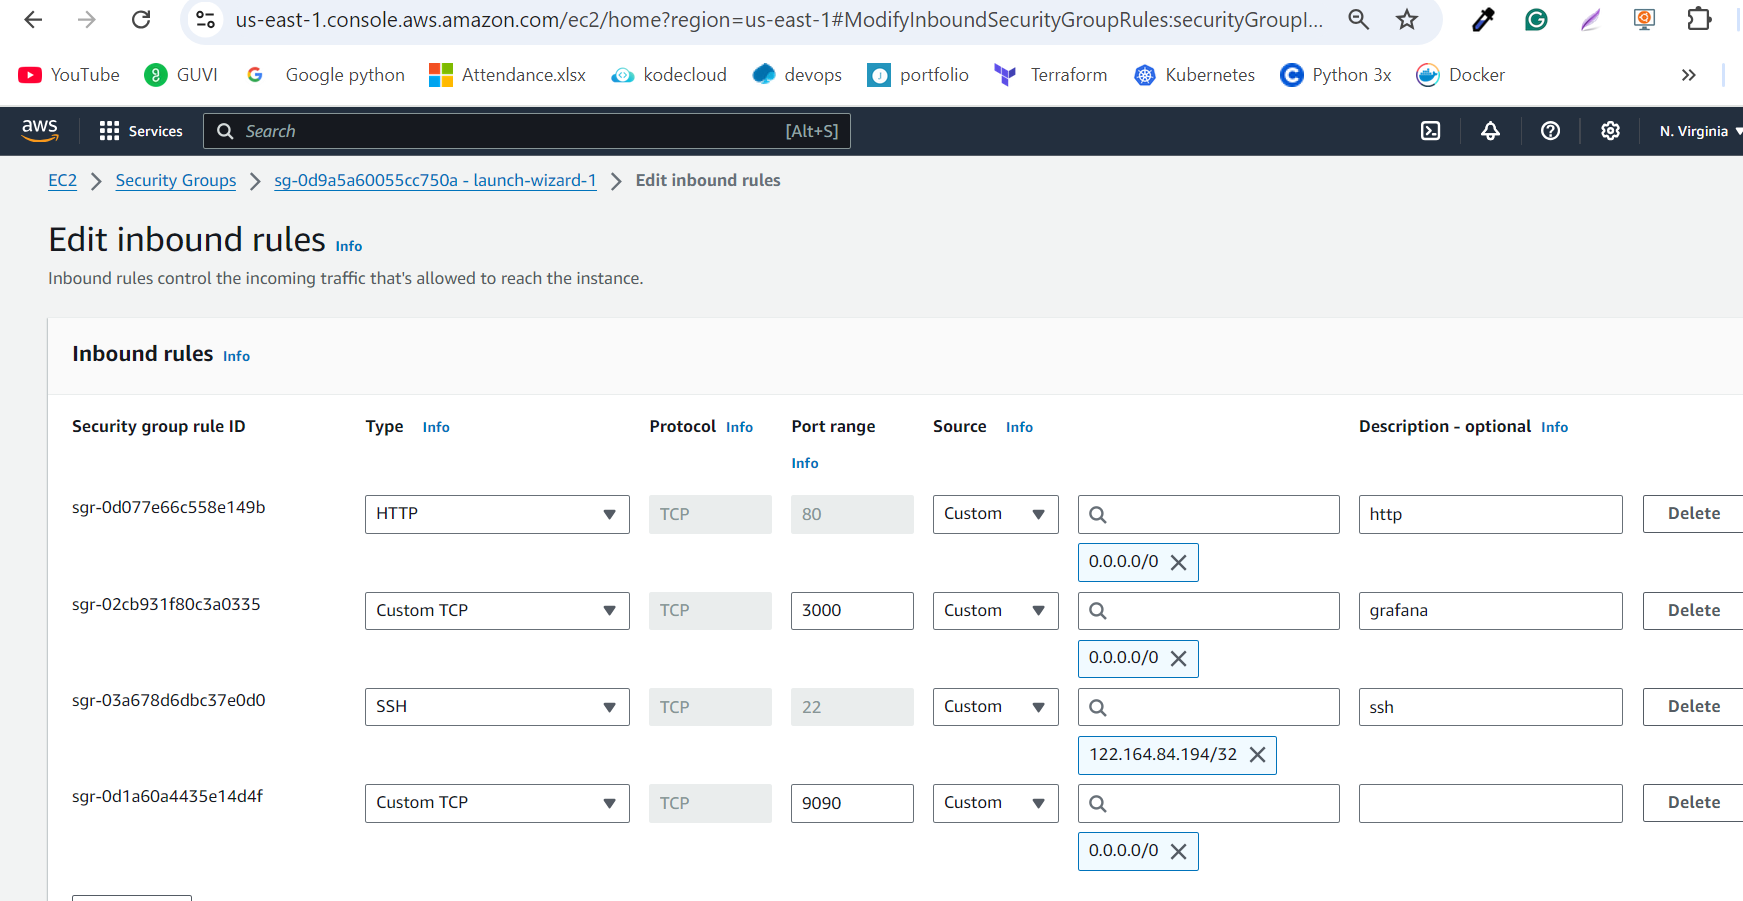 us-east-1.console.aws.amazon.com/ec2/home?region=us-east-1#ModifyInboundSecurityGroupRules:securityGroupI...
YouTube GUVI Google python Attendance.xlsx kodecloud devops portfolio Terraform Kubernetes Python 3x Docker »
aws Services Search [Alt+S] N. Virginia
EC2 Security Groups sg-0d9a5a60055cc750a - launch-wizard-1 Edit inbound rules
Edit inbound rules Info
Inbound rules control the incoming traffic that's allowed to reach the instance.
Inbound rules Info
Security group rule ID Type Info Protocol Info Port range Source Info Description - optional Info
Info
sgr-0d077e66c558e149b HTTP TCP 80 Custom http Delete
0.0.0.0/0
sgr-02cb931f80c3a0335 Custom TCP TCP 3000 Custom grafana Delete
0.0.0.0/0
sgr-03a678d6dbc37e0d0 SSH TCP 22 Custom ssh Delete
122.164.84.194/32
sgr-0d1a60a4435e14d4f Custom TCP TCP 9090 Custom Delete
0.0.0.0/0